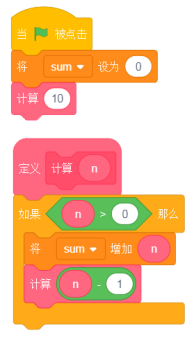 当 被点击
将 sum 设为 0
计算 10
定义 计算 n
如果 n > 0 那么
将 sum 增加 n
计算 n - 1